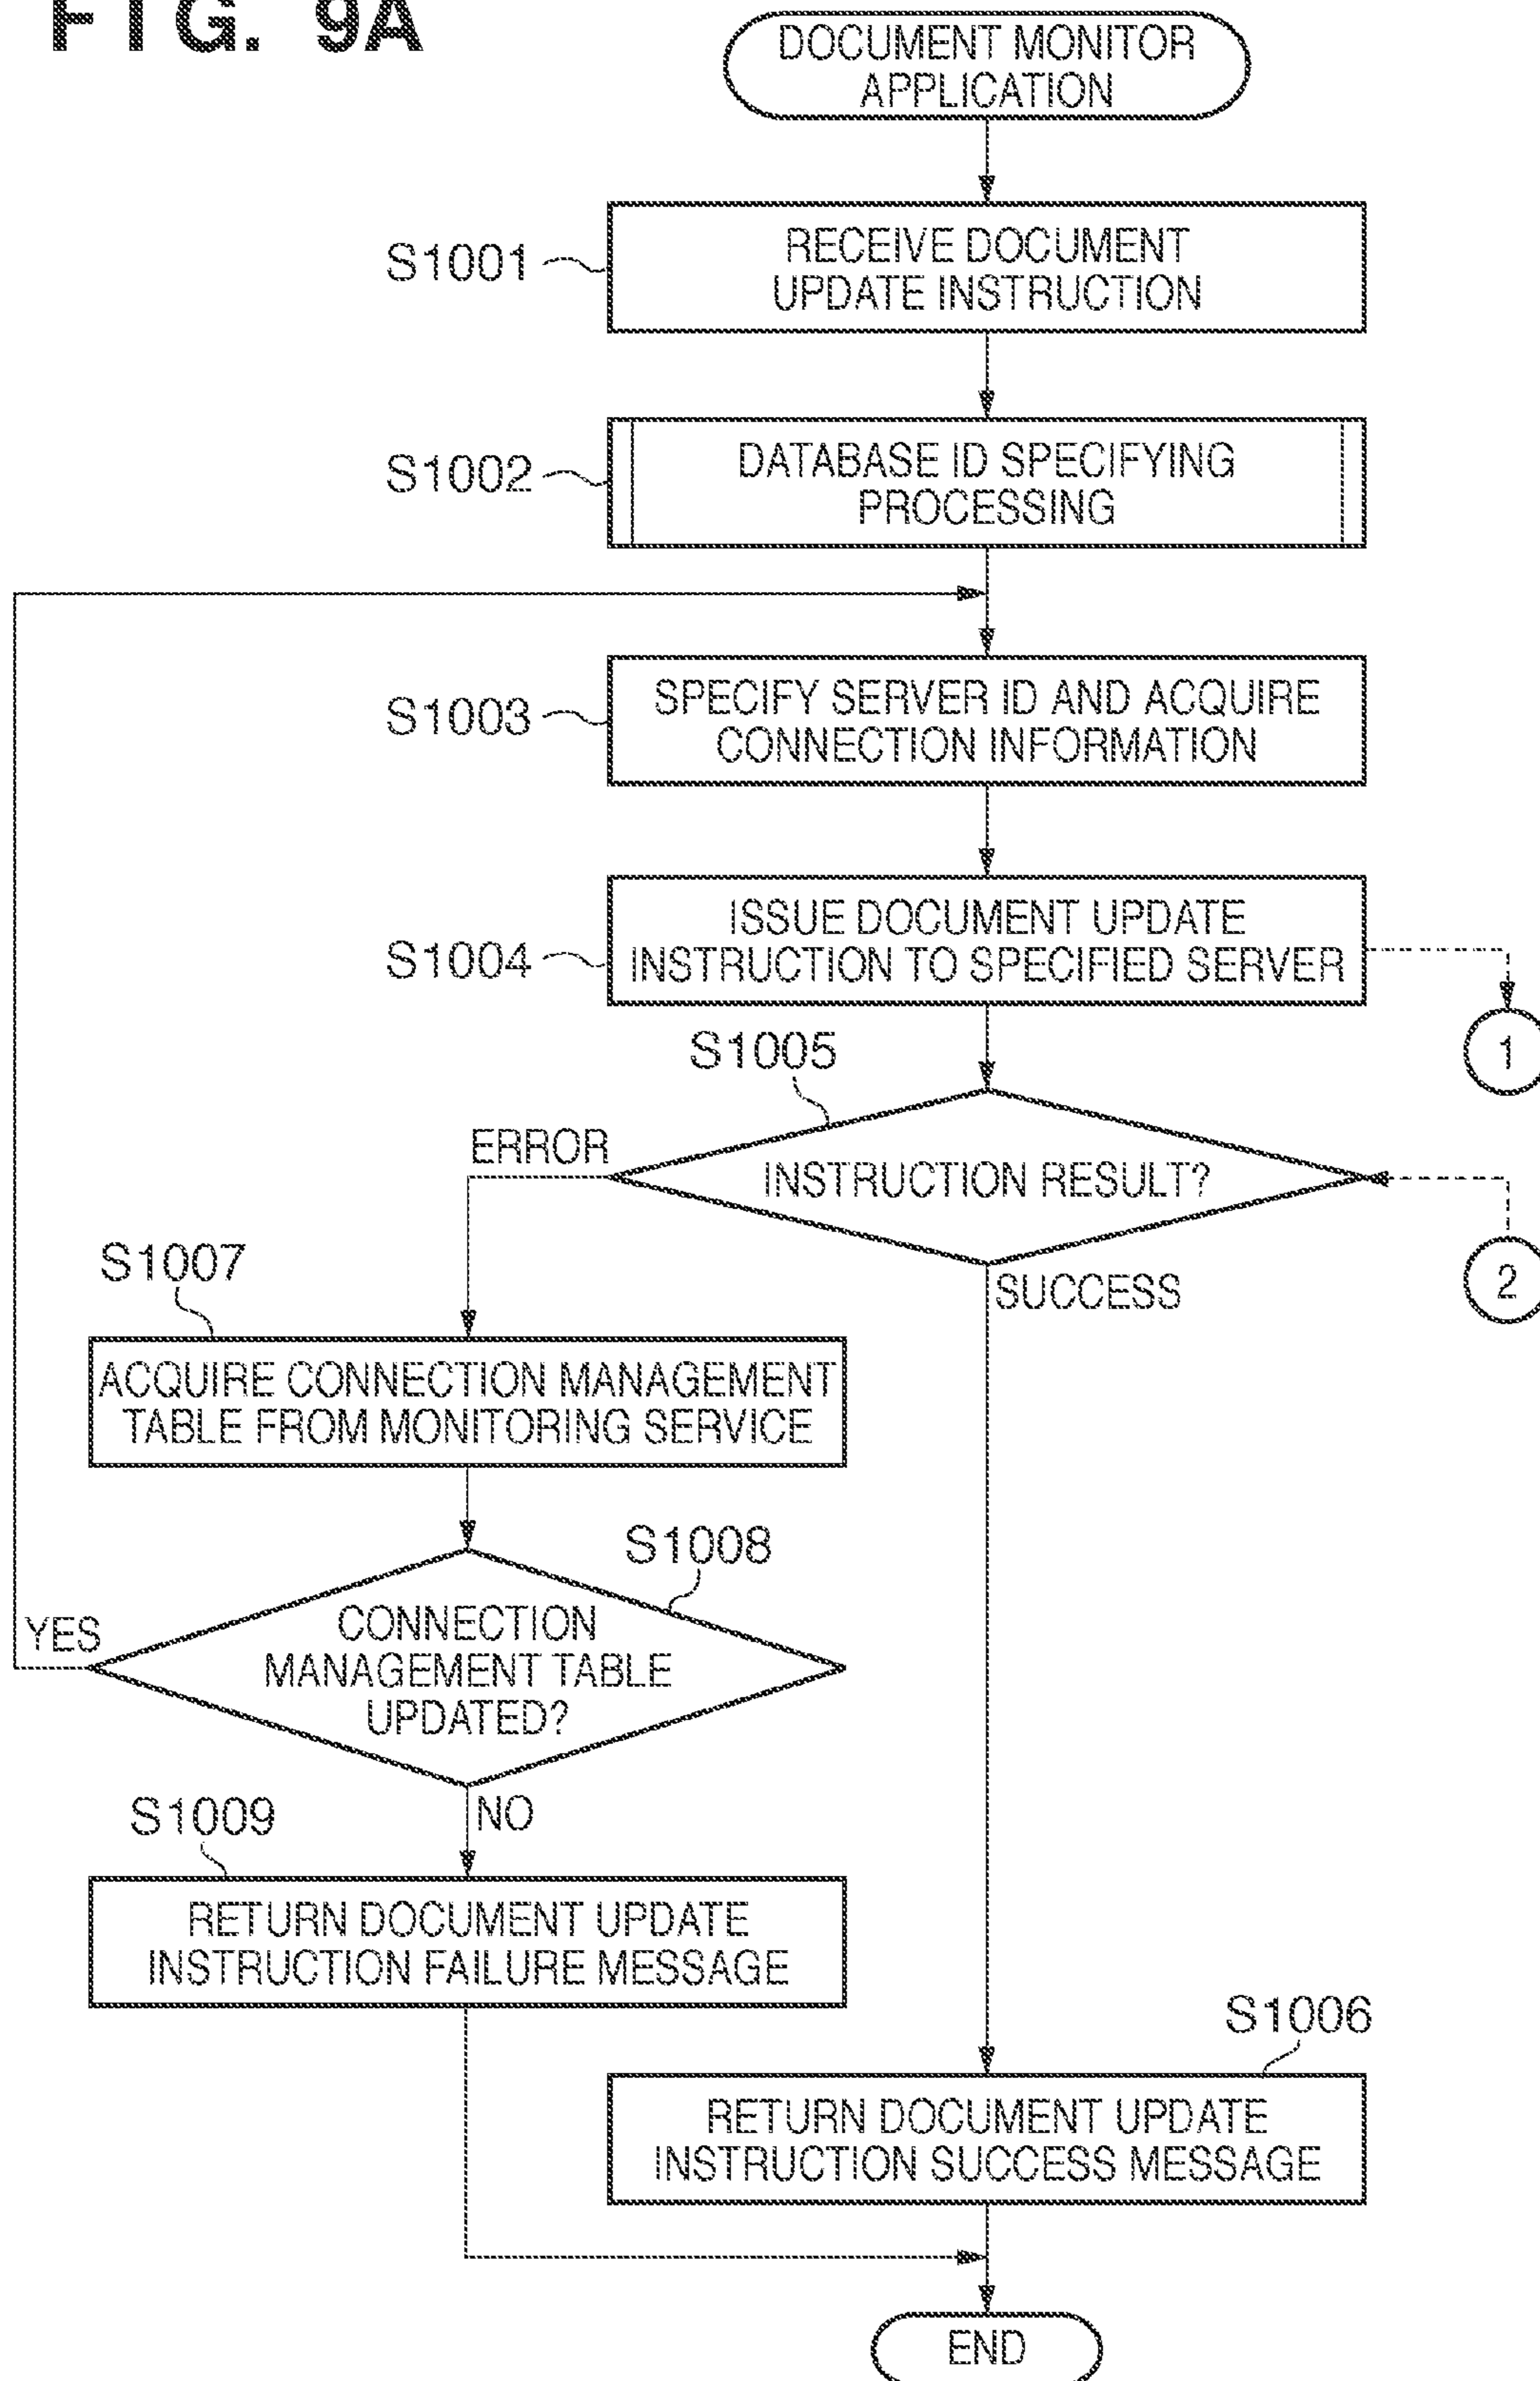 FIG. 9A
DOCUMENT MONITOR
APPLICATION
S1001
RECEIVE DOCUMENT
UPDATE INSTRUCTION
S1002
DATABASE ID SPECIFYING
PROCESSING
S1003
SPECIFY SERVER ID AND ACQUIRE
CONNECTION INFORMATION
S1004
ISSUE DOCUMENT UPDATE
INSTRUCTION TO SPECIFIED SERVER
1
S1005
ERROR
INSTRUCTION RESULT?
2
SUCCESS
S1007
ACQUIRE CONNECTION MANAGEMENT
TABLE FROM MONITORING SERVICE
S1008
YES
CONNECTION
MANAGEMENT TABLE
UPDATED?
NO
S1009
RETURN DOCUMENT UPDATE
INSTRUCTION FAILURE MESSAGE
S1006
RETURN DOCUMENT UPDATE
INSTRUCTION SUCCESS MESSAGE
END